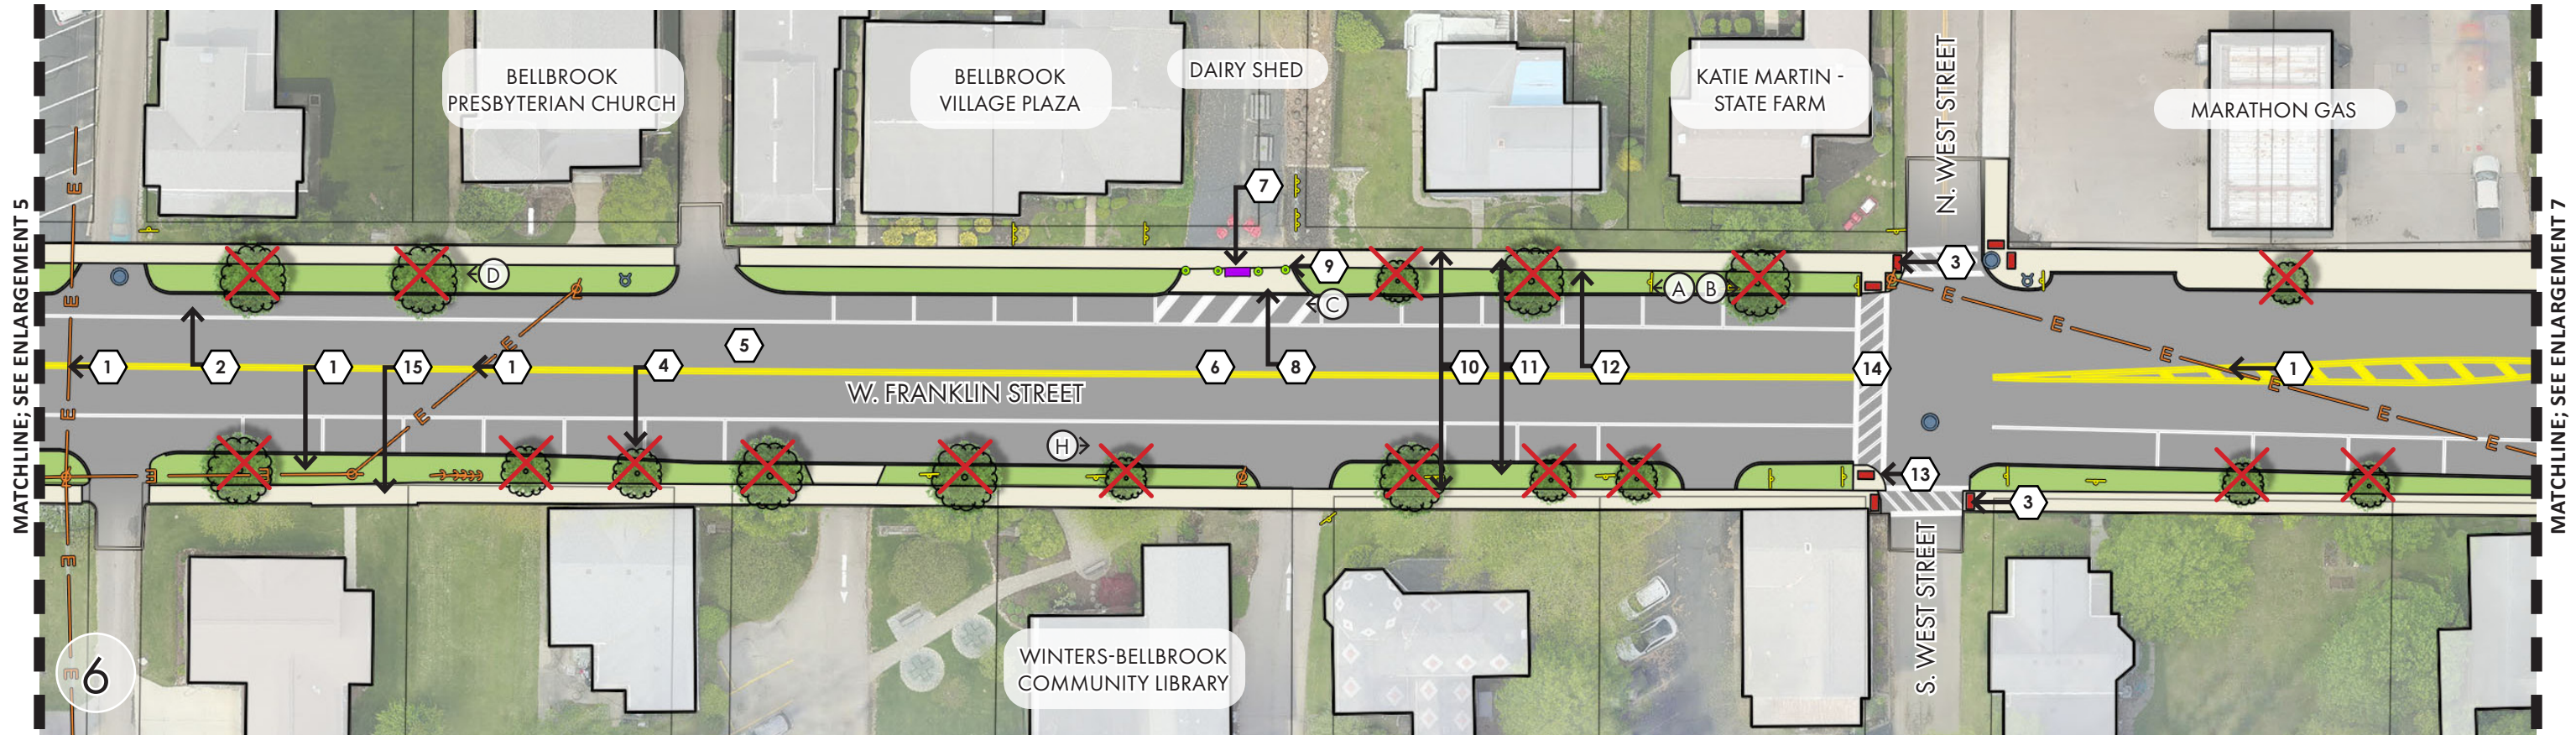 MATCHLINE; SEE ENLARGEMENT 5
BELLBROOK
PRESBYTERIAN CHURCH
BELLBROOK
VILLAGE PLAZA
DAIRY SHED
KATIE MARTIN -
STATE FARM
N. WEST STREET
MARATHON GAS
MATCHLINE; SEE ENLARGEMENT 7
7
E
D
9
3
E
C
A
B
E
E
E
5
E
1
2
1
15
1
4
6
8
10
11
12
14
1
E
W. FRANKLIN STREET
E
E
E
H
E
E
E
13
3
E
S. WEST STREET
WINTERS-BELLBROOK
COMMUNITY LIBRARY
E
6